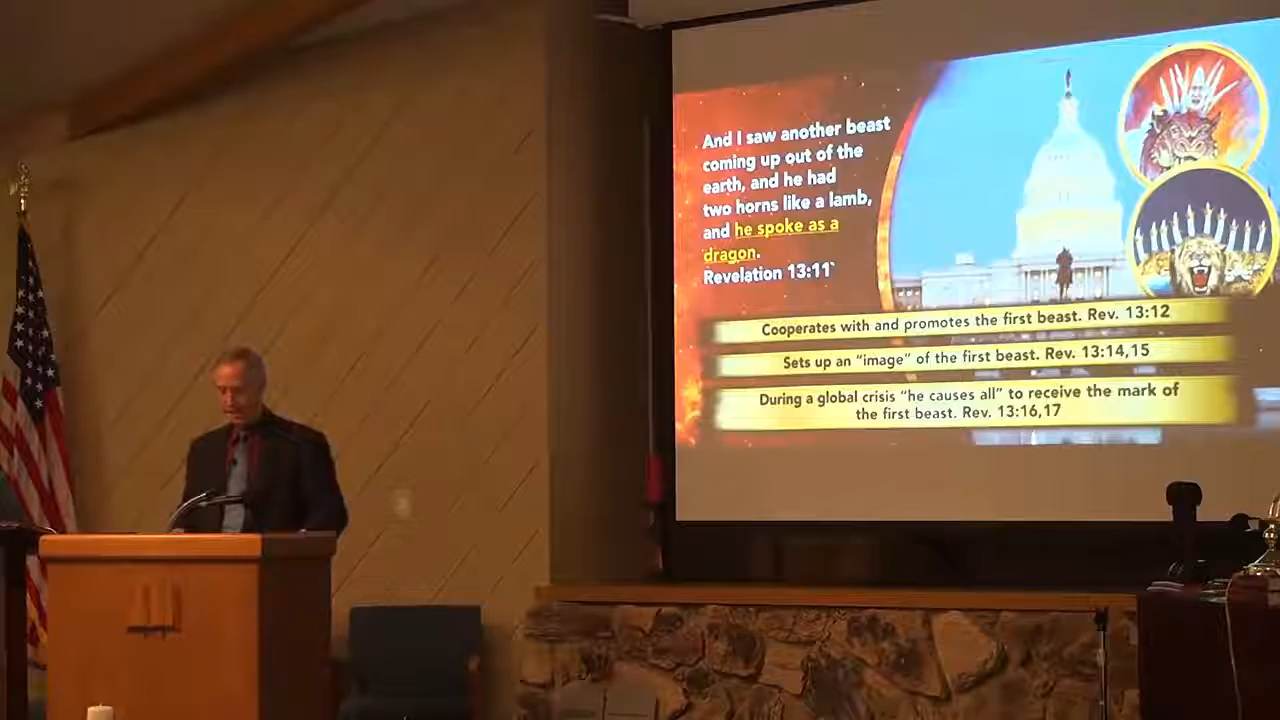 And I saw another beast
coming up out of the
earth, and he had
two horns like a lamb,
and he spoke as a
dragon.
Revelation 13:11
Cooperates with and promotes the first beast. Rev. 13:12
Sets up an “image” of the first beast. Rev. 13:14,15
During a global crisis “he causes all” to receive the mark of
the first beast. Rev. 13:16,17